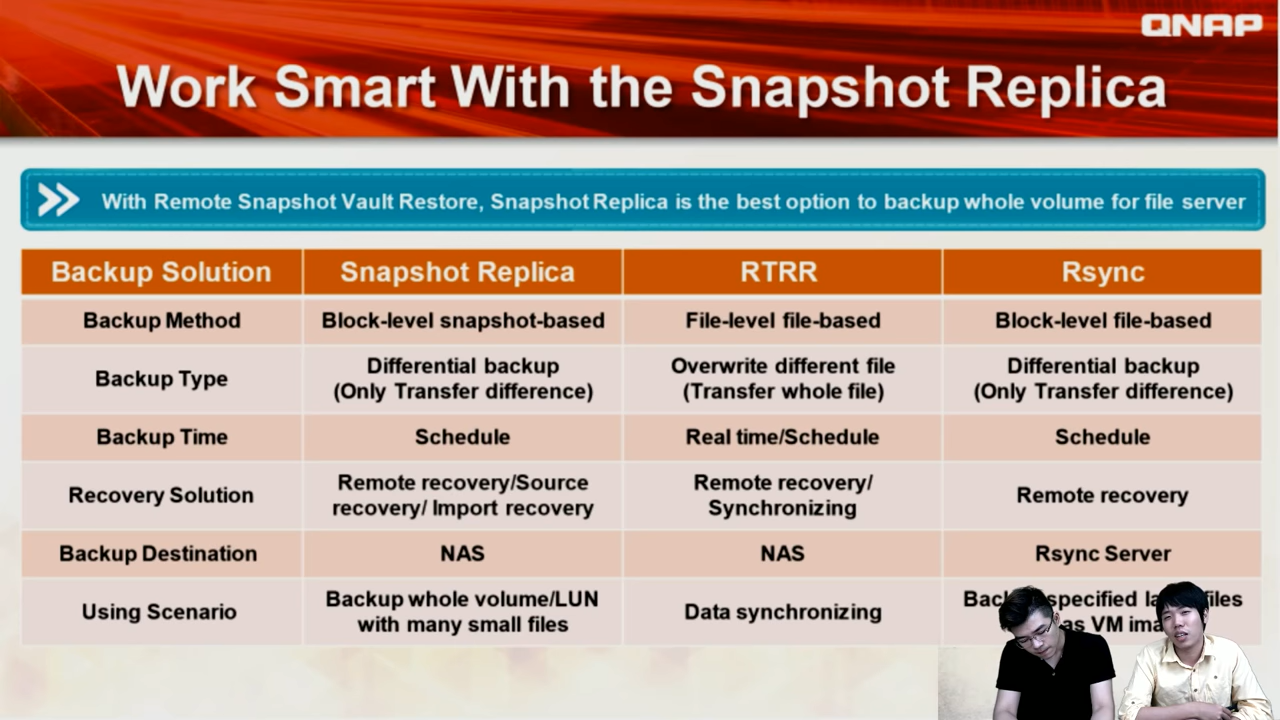 QNAP
Work Smart With the Snapshot Replica
With Remote Snapshot Vault Restore, Snapshot Replica is the best option to backup whole volume for file server
Backup Solution
Snapshot Replica
RTRR
Rsync
Backup Method
Block-level snapshot-based
File-level file-based
Block-level file-based
Backup Type
Differential backup
(Only Transfer difference)
Overwrite different file
(Transfer whole file)
Differential backup
(Only Transfer difference)
Backup Time
Schedule
Real time/Schedule
Schedule
Recovery Solution
Remote recovery/Source
recovery/ Import recovery
Remote recovery/
Synchronizing
Remote recovery
Backup Destination
NAS
NAS
Rsync Server
Using Scenario
Backup whole volume/LUN
with many small files
Data synchronizing
specified files
as VM